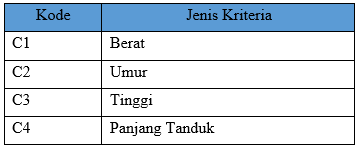 Kode Jenis Kriteria
C1 Berat
C2 Umur
C3 Tinggi
C4 Panjang Tanduk